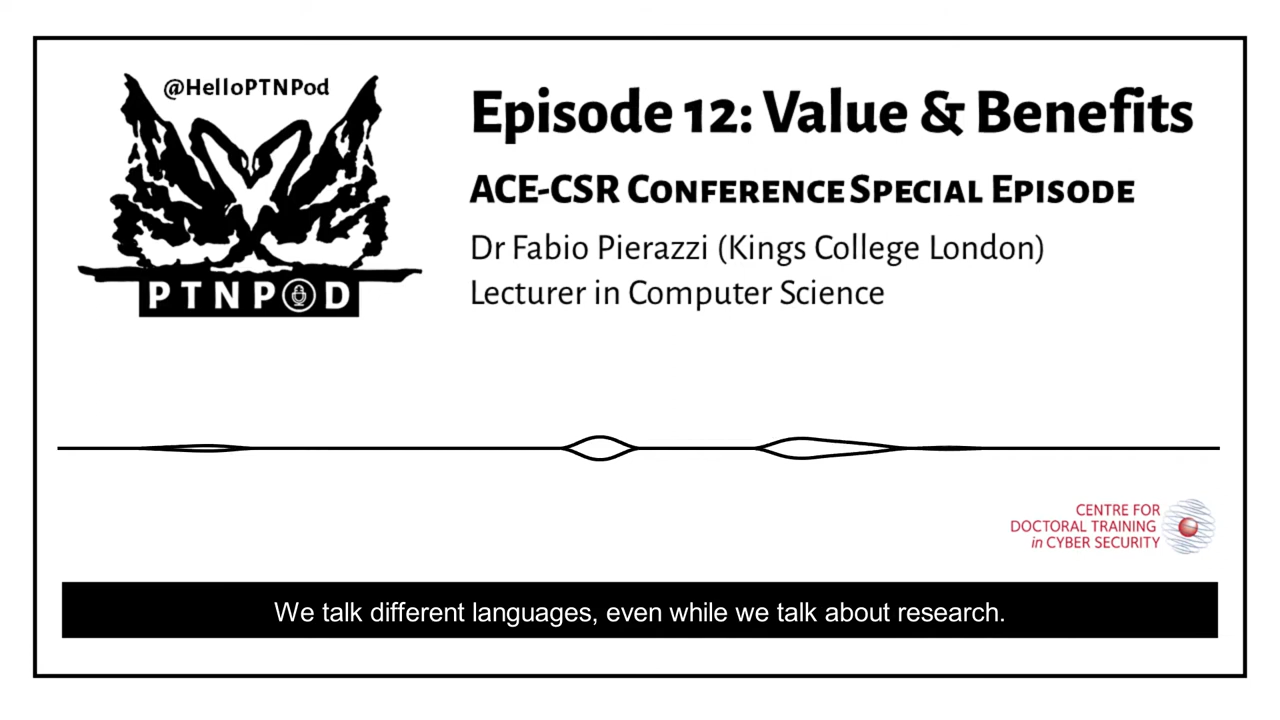 @HelloPTNPod
PTNPOD
Episode 12: Value & Benefits
ACE-CSR Conference Special Episode
Dr Fabio Pierazzi (Kings College London)
Lecturer in Computer Science
CENTRE FOR
DOCTORAL TRAINING
in CYBER SECURITY
We talk different languages, even while we talk about research.